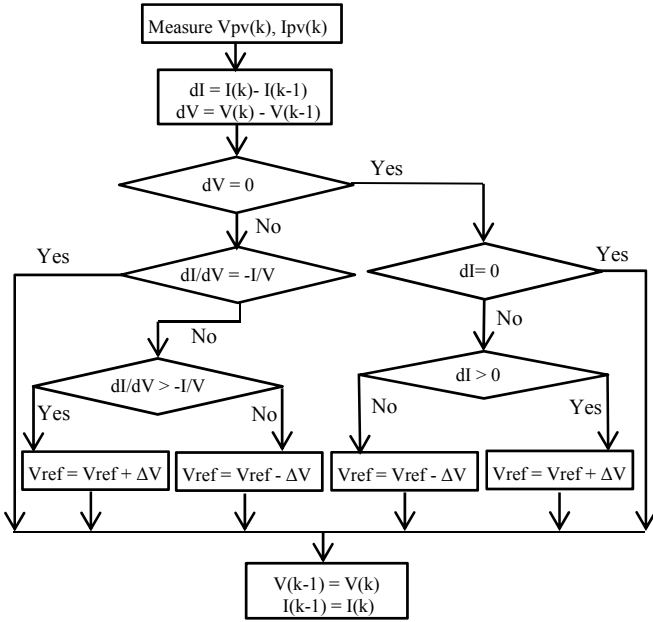 Measure Vpv(k), Ipv(k)
dI = I(k)- I(k-1)
dV = V(k) - V(k-1)
dV = 0
Yes
No
Yes
dI/dV = -I/V
dI= 0
Yes
No
No
dI/dV > -I/V
dI > 0
Yes
No
No
Yes
Vref = Vref + ΔV
Vref = Vref - ΔV
Vref = Vref - ΔV
Vref = Vref + ΔV
V(k-1) = V(k)
I(k-1) = I(k)